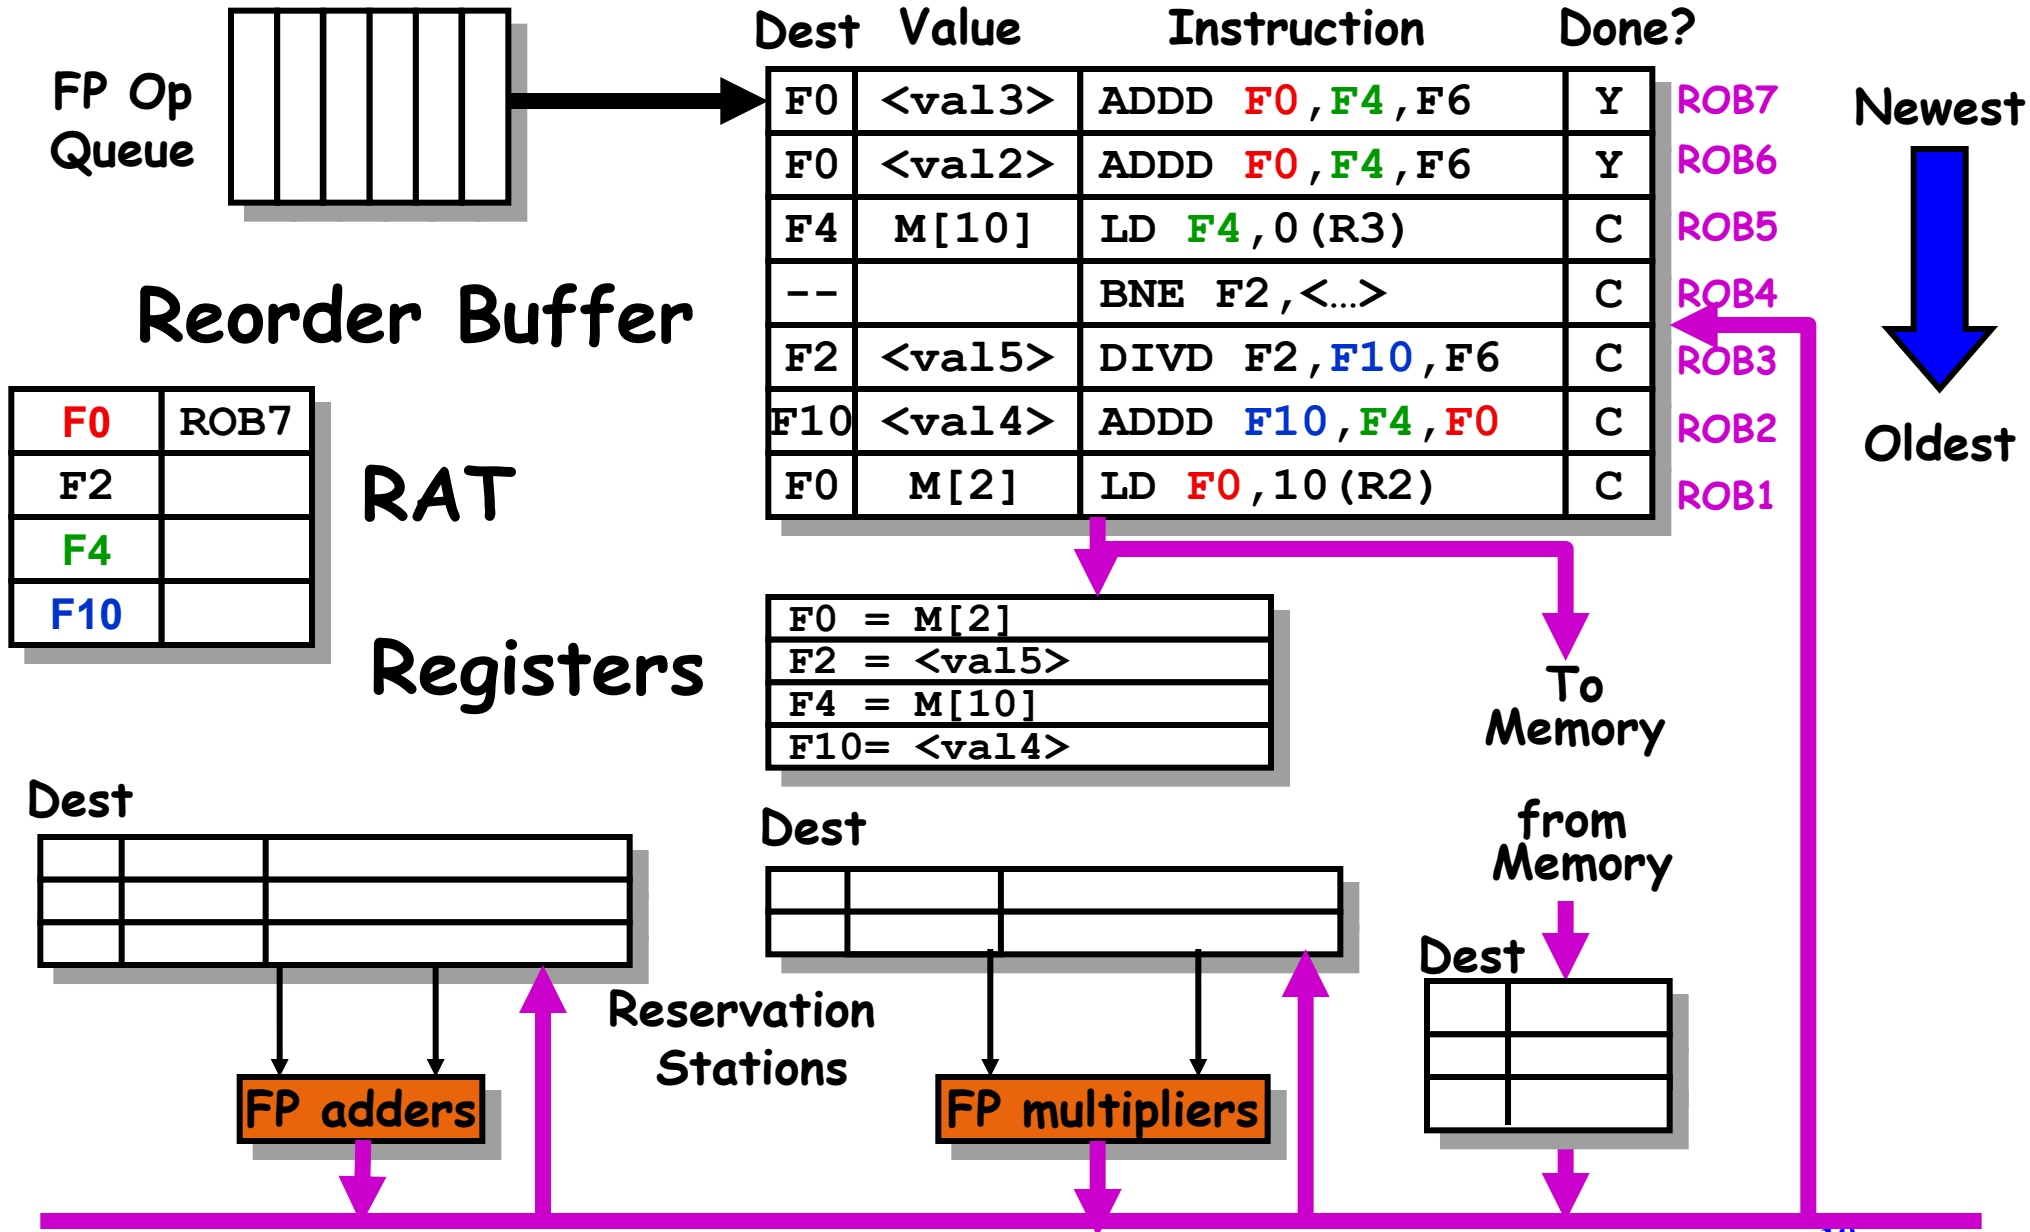 Dest Value Instruction Done?
FP Op
Queue
F0 <val3> ADDD F0,F4,F6 Y ROB7
F0 <val2> ADDD F0,F4,F6 Y ROB6
F4 M[10] LD F4,0(R3) C ROB5
-- BNE F2,<…> C ROB4
F2 <val5> DIVD F2,F10,F6 C ROB3
F10 <val4> ADDD F10,F4,F0 C ROB2
F0 M[2] LD F0,10(R2) C ROB1
Newest
Oldest
Reorder Buffer
F0 ROB7
F2
F4
F10
RAT
Registers
F0 = M[2]
F2 = <val5>
F4 = M[10]
F10= <val4>
To
Memory
from
Memory
Dest
Dest
Dest
Reservation
Stations
FP adders
FP multipliers